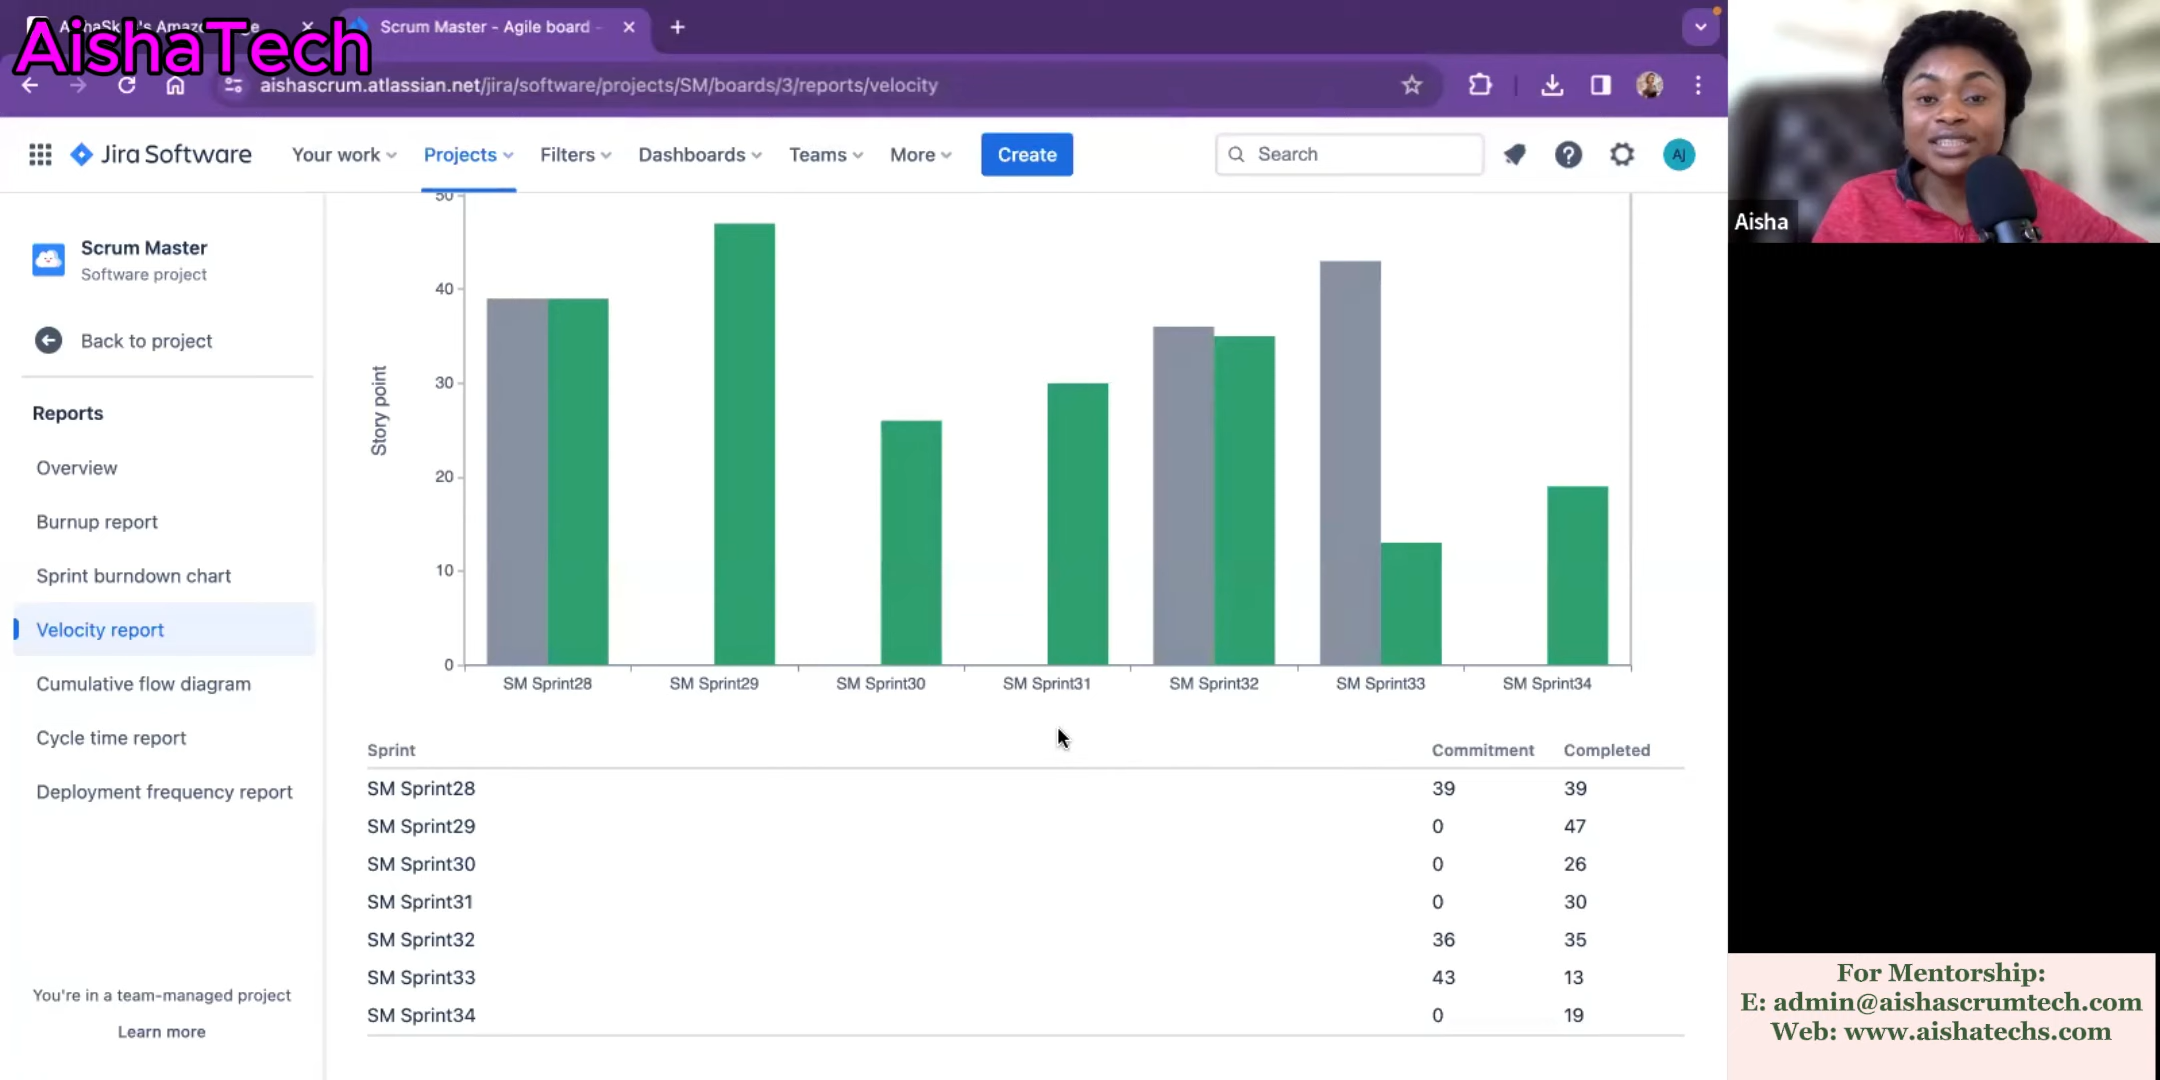 AishaTech
Scrum Master - Agile board -
aishascrum.atlassian.net/jira/software/projects/SM/boards/3/reports/velocity
Jira Software
Your work
Projects
Filters
Dashboards
Teams
More
Create
Search
AJ
Aisha
Scrum Master
Software project
Back to project
Reports
Overview
Burnup report
Sprint burndown chart
Velocity report
Cumulative flow diagram
Cycle time report
Deployment frequency report
You're in a team-managed project
Learn more
Story point
50
40
30
20
10
0
SM Sprint28
SM Sprint29
SM Sprint30
SM Sprint31
SM Sprint32
SM Sprint33
SM Sprint34
Sprint Commitment Completed
SM Sprint28 39 39
SM Sprint29 0 47
SM Sprint30 0 26
SM Sprint31 0 30
SM Sprint32 36 35
SM Sprint33 43 13
SM Sprint34 0 19
For Mentorship:
E: admin@aishascrumtech.com
Web: www.aishatechs.com